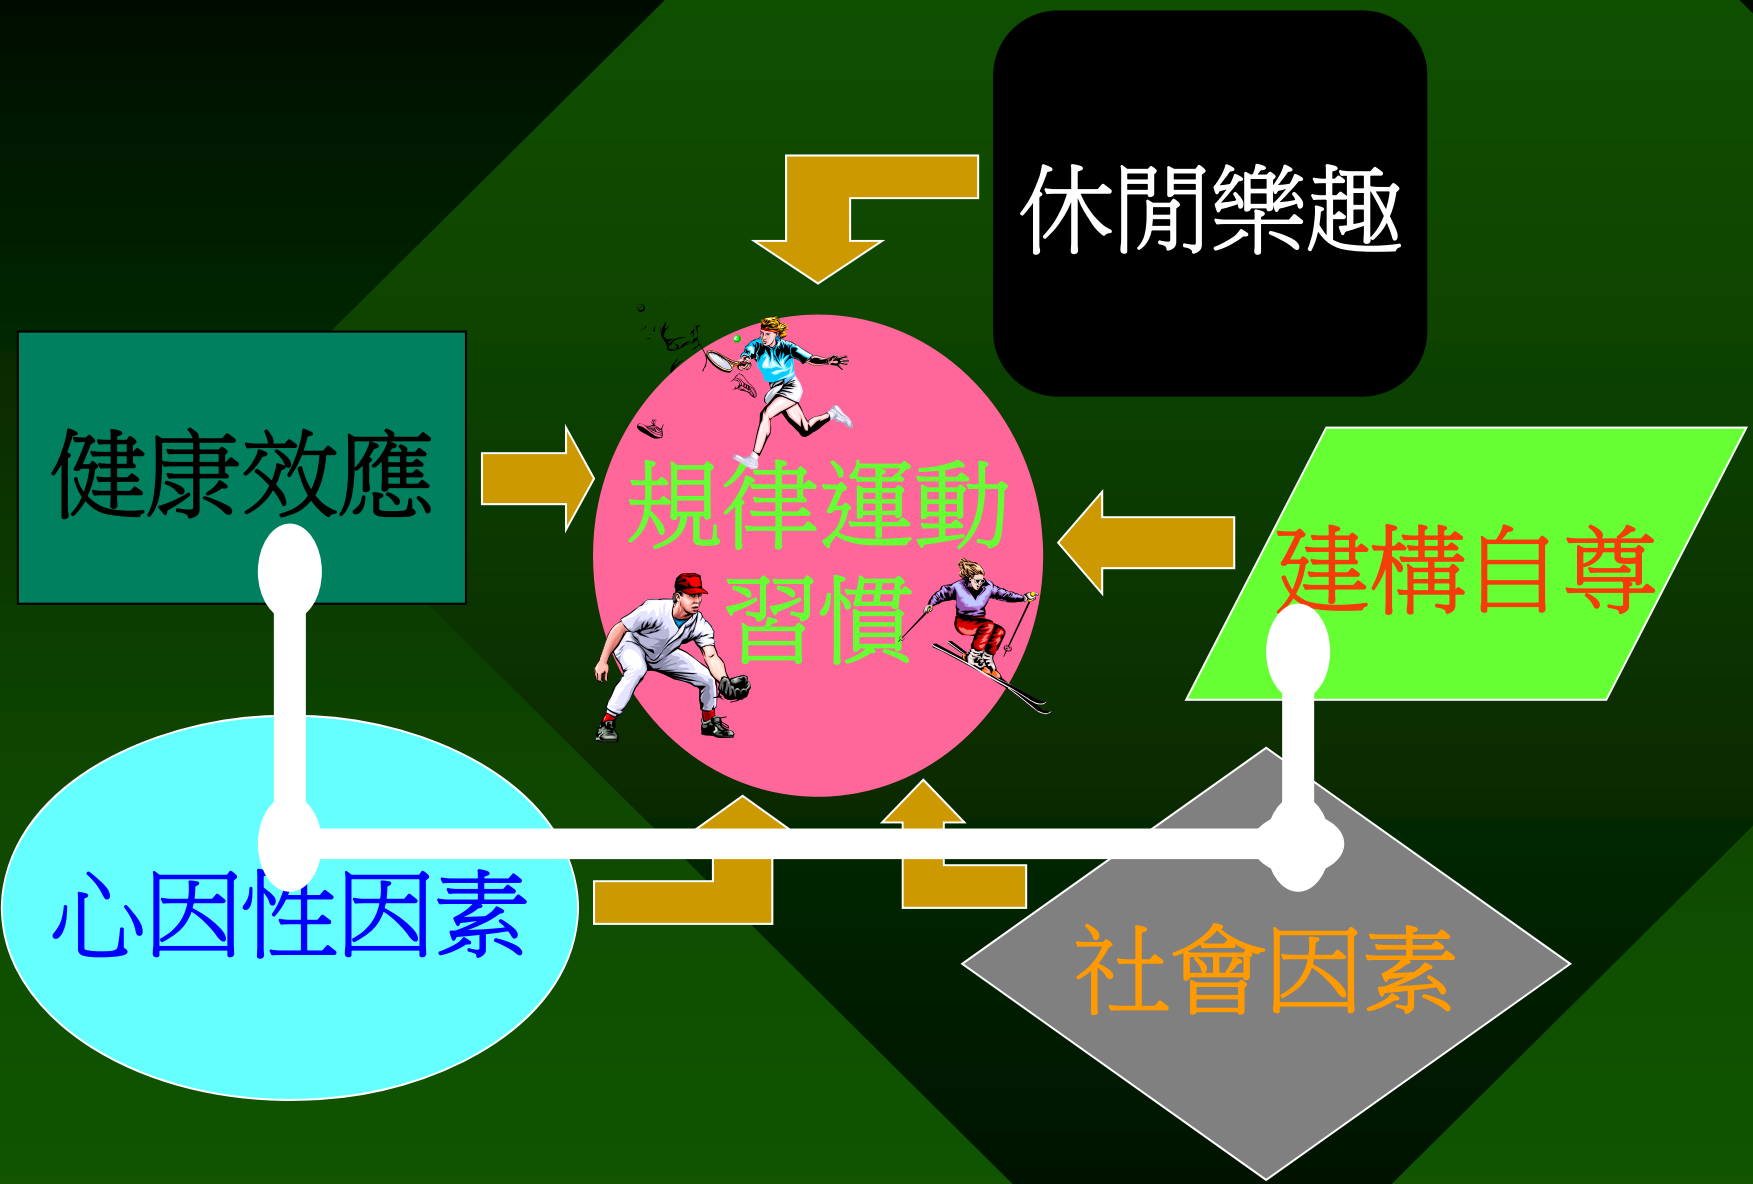 休閒樂趣
健康效應
規律運動
習慣
建構自尊
心因性因素
社會因素